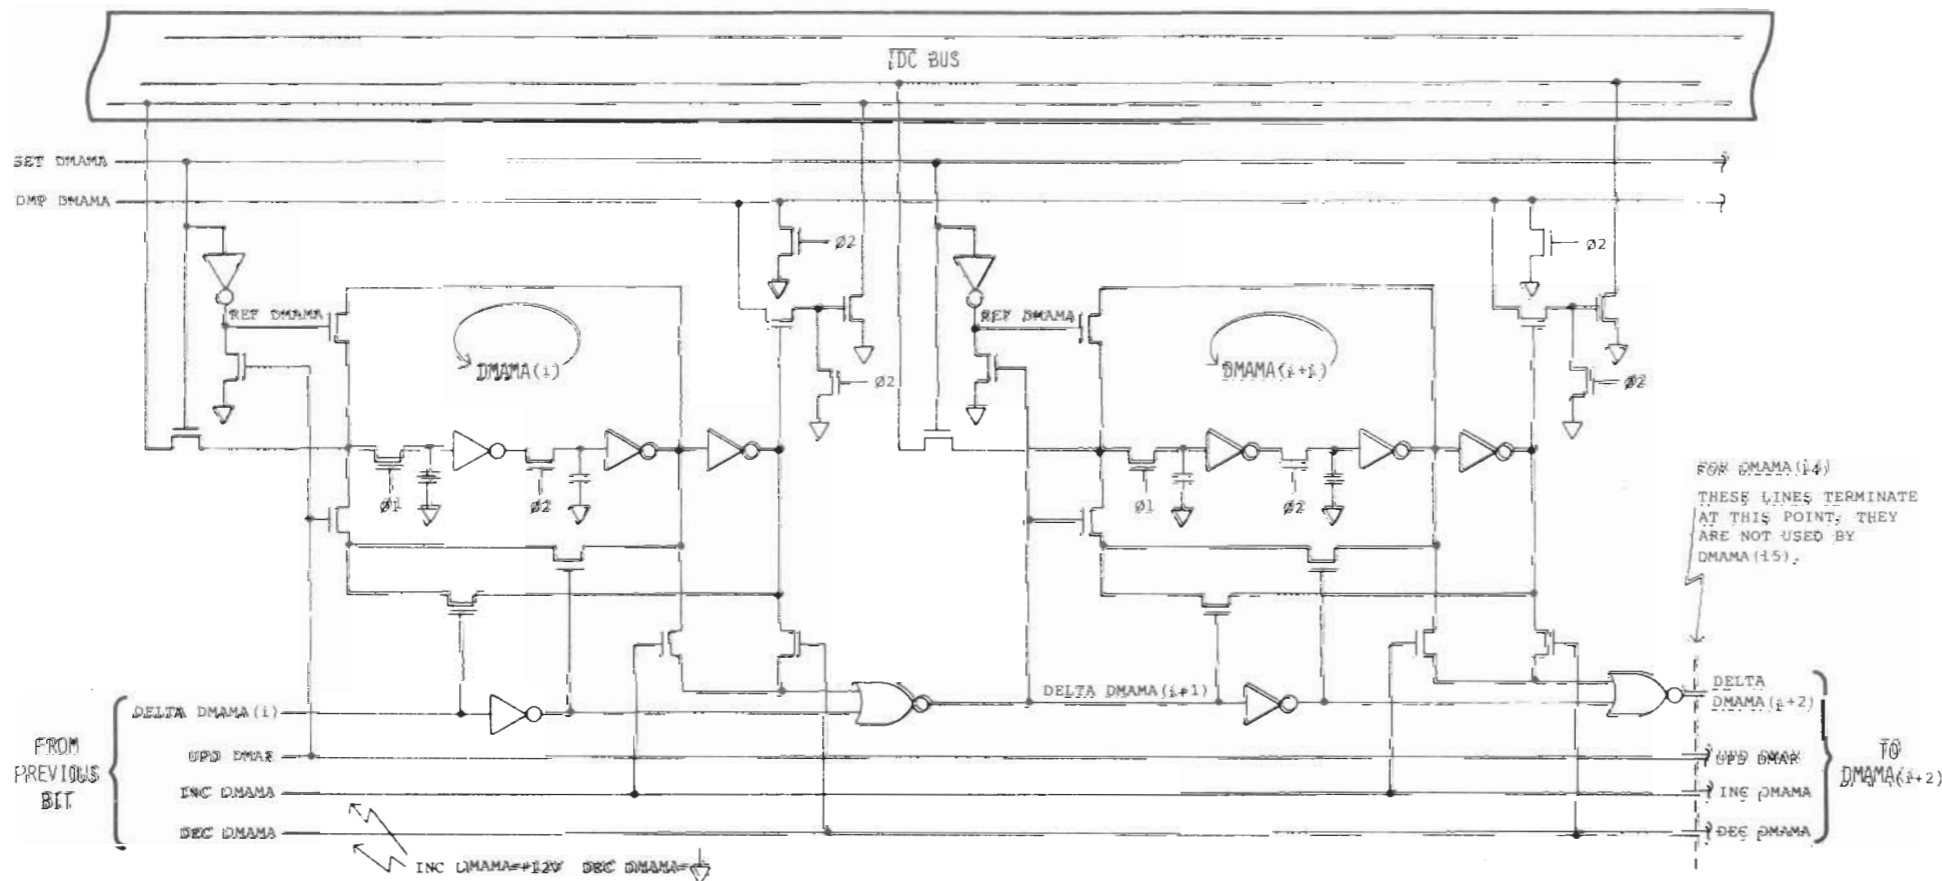 IDC BUS
SET DMAMA
DMP DMAMA
Ø2
Ø2
REF DMAMA
REF DMAMA
DMAMA(i)
DMAMA(i+1)
Ø2
Ø2
Ø1
Ø2
Ø1
Ø2
FOR DMAMA(14)
THESE LINES TERMINATE
AT THIS POINT; THEY
ARE NOT USED BY
DMAMA(15).
DELTA DMAMA(i)
DELTA DMAMA(i+1)
DELTA
DMAMA(i+2)
FROM
PREVIOUS
BIT
UPD DMAR
INC DMAMA
DEC DMAMA
UPD DMAR
INC DMAMA
DEC DMAMA
TO
DMAMA(i+2)
INC DMAMA=+12V DEC DMAMA=